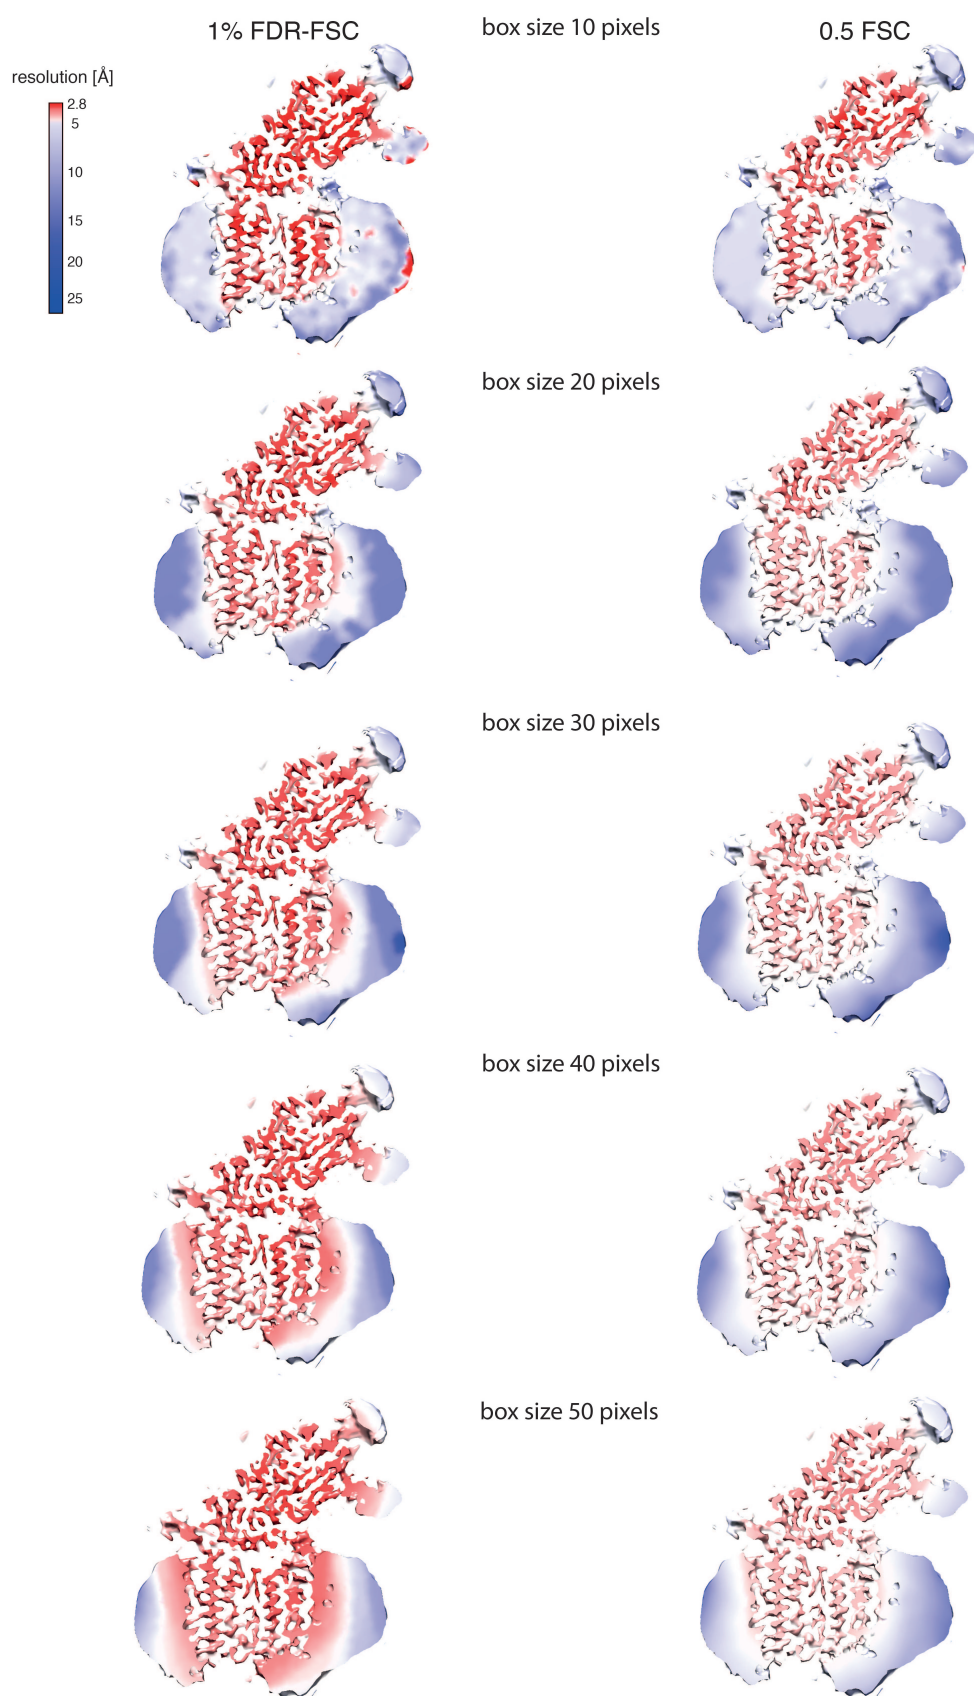 1% FDR-FSC
box size 10 pixels
0.5 FSC
resolution [Å]
2.8
5
10
15
20
25
box size 20 pixels
box size 30 pixels
box size 40 pixels
box size 50 pixels